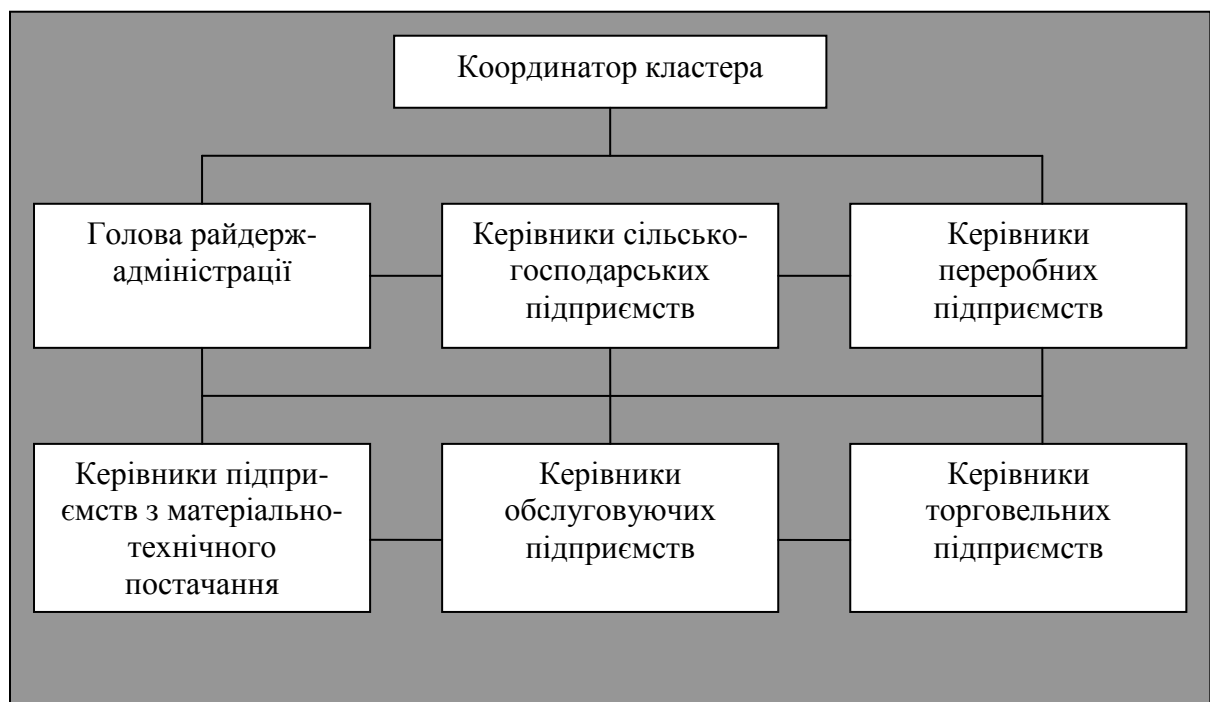 Координатор кластера
Голова райдерж-
адміністрації
Керівники сільсько-
господарських
підприємств
Керівники
переробних
підприємств
Керівники підпри-
ємств з матеріально-
технічного
постачання
Керівники
обслуговуючих
підприємств
Керівники
торговельних
підприємств